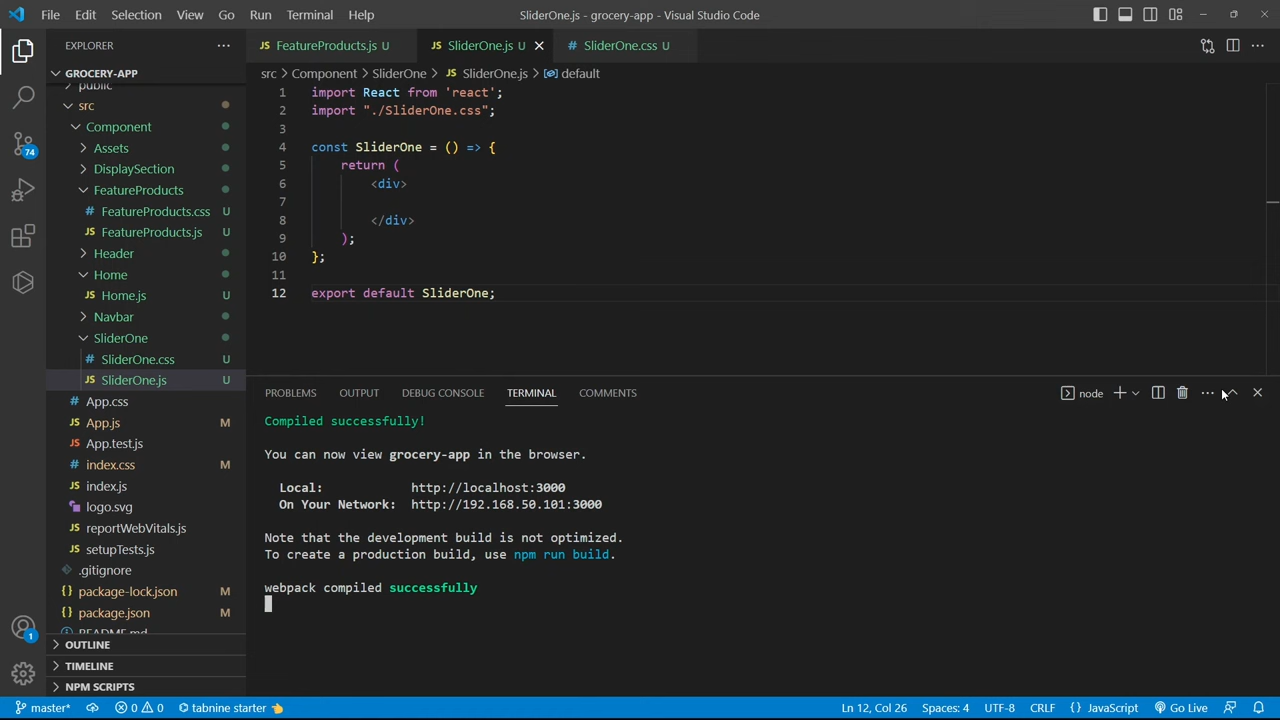 File Edit Selection View Go Run Terminal Help
SliderOne.js - grocery-app - Visual Studio Code
EXPLORER
GROCERY-APP
public
src
Component
Assets
DisplaySection
FeatureProducts
FeatureProducts.css U
FeatureProducts.js U
Header
Home
Home.js U
Navbar
SliderOne
SliderOne.css U
SliderOne.js U
App.css
App.js M
App.test.js
index.css M
index.js
logo.svg
reportWebVitals.js
setupTests.js
.gitignore
package-lock.json M
package.json M
README.md
OUTLINE
TIMELINE
NPM SCRIPTS
74
1
JS FeatureProducts.js U
JS SliderOne.js U
# SliderOne.css U
src > Component > SliderOne > JS SliderOne.js > default
1 import React from 'react';
2 import "./SliderOne.css";
3
4 const SliderOne = () => {
5 return (
6 <div>
7
8 </div>
9 );
10 };
11
12 export default SliderOne;
PROBLEMS OUTPUT DEBUG CONSOLE TERMINAL COMMENTS
node
Compiled successfully!
You can now view grocery-app in the browser.
Local: http://localhost:3000
On Your Network: http://192.168.50.101:3000
Note that the development build is not optimized.
To create a production build, use npm run build.
webpack compiled successfully
master* 0 0 tabnine starter Ln 12, Col 26 Spaces: 4 UTF-8 CRLF {} JavaScript Go Live